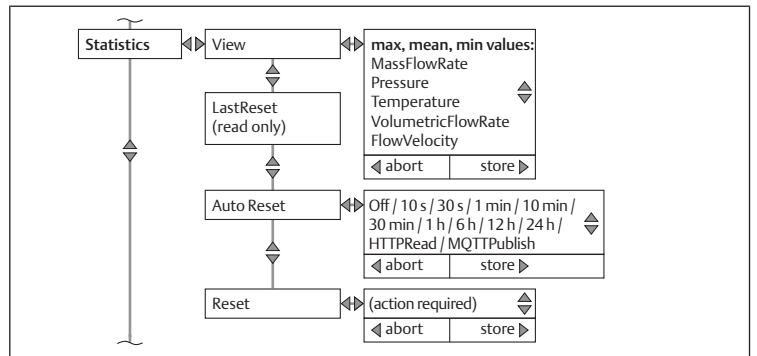 Statistics
View
max, mean, min values:
MassFlowRate
Pressure
Temperature
VolumetricFlowRate
FlowVelocity
abort
store
LastReset
(read only)
Auto Reset
Off / 10 s / 30 s / 1 min / 10 min /
30 min / 1 h / 6 h / 12 h / 24 h /
HTTPRead / MQTTPublish
abort
store
Reset
(action required)
abort
store